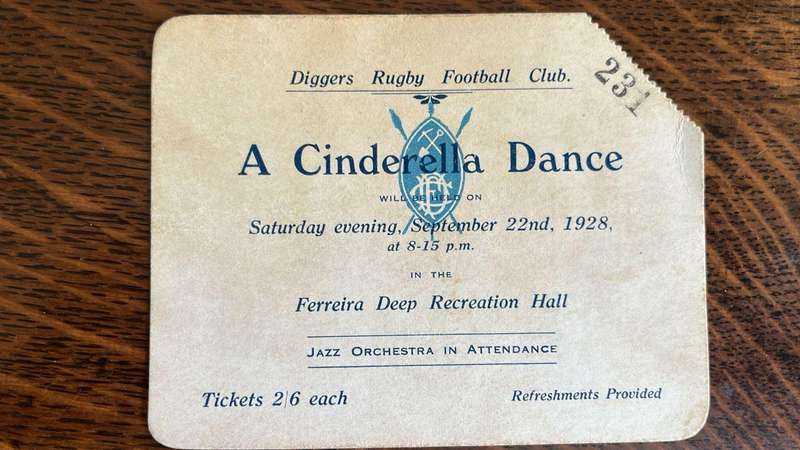 231
Diggers Rugby Football Club.
A Cinderella Dance
WILL BE HELD ON
Saturday evening, September 22nd, 1928,
at 8-15 p.m.
IN THE
Ferreira Deep Recreation Hall
JAZZ ORCHESTRA IN ATTENDANCE
Tickets 2/6 each
Refreshments Provided